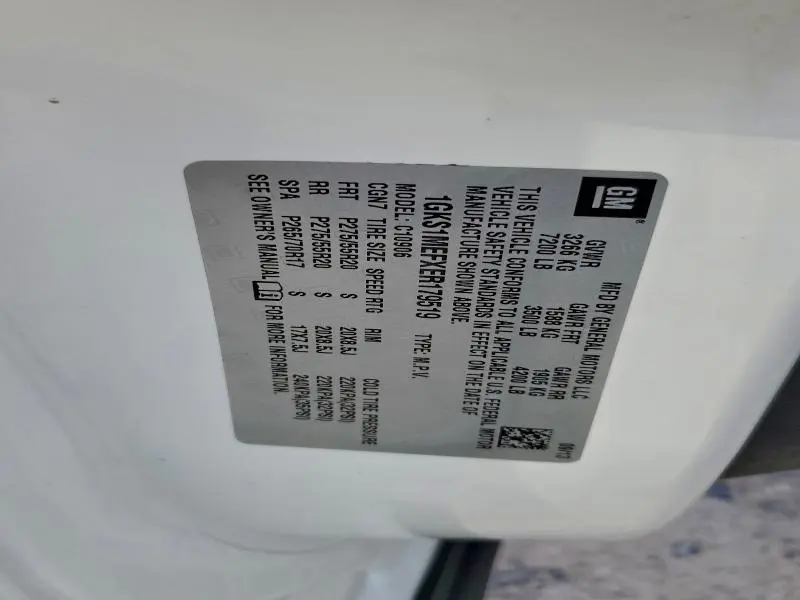 GM®
MFD BY GENERAL MOTORS LLC 09/13
GVWR GAWR FRT GAWR RR
3266 KG 1588 KG 1905 KG
7200 LB 3500 LB 4200 LB
THIS VEHICLE CONFORMS TO ALL APPLICABLE U.S. FEDERAL MOTOR
VEHICLE SAFETY STANDARDS IN EFFECT ON THE DATE OF
MANUFACTURE SHOWN ABOVE.
1GKS1MEFXER179519 TYPE: M.P.V.
MODEL: C10906
CGN7 TIRE SIZE SPEED RTG RIM COLD TIRE PRESSURE
FRT P275/55R20 S 20X8.5J 220KPA(32PSI)
RR P275/55R20 S 20X8.5J 220KPA(32PSI)
SPA P265/70R17 S 17X7.5J 240KPA(35PSI)
SEE OWNER'S MANUAL FOR MORE INFORMATION.